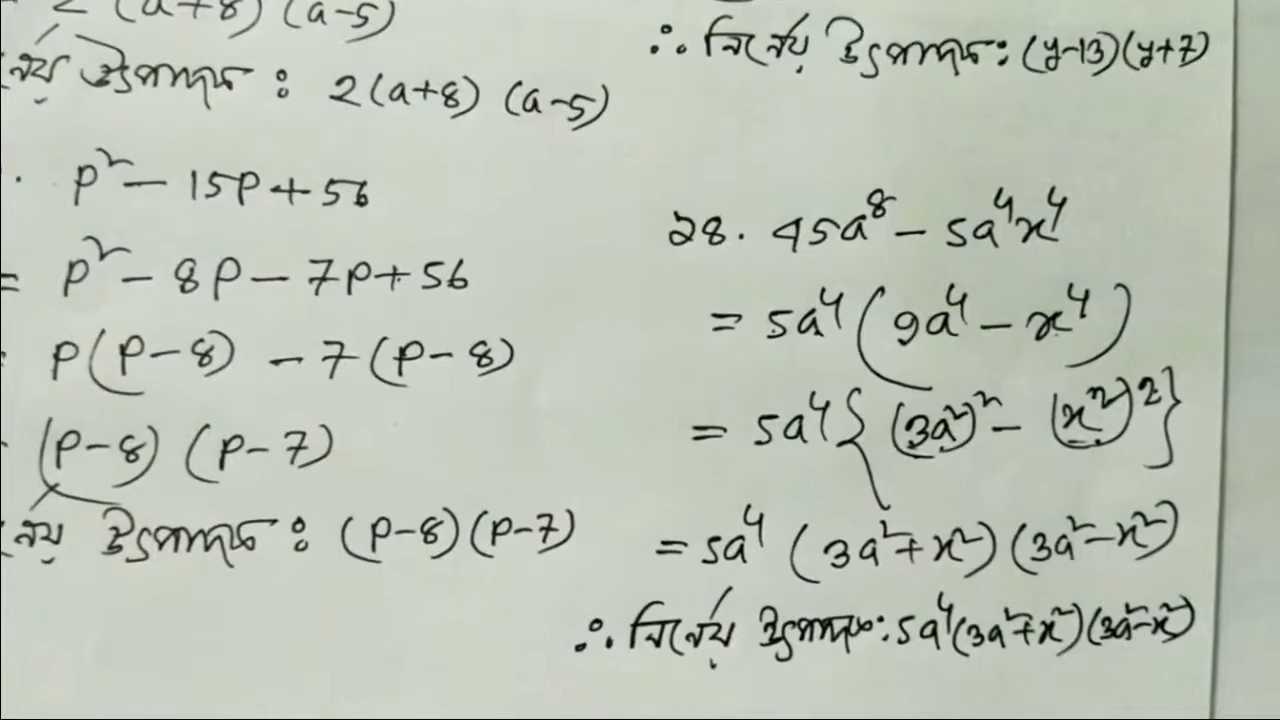 2 (a+8) (a-5)
র্ণেয় উৎপাদক : 2(a+8) (a-5)
. p² - 15p + 56
= p² - 8p - 7p + 56
= p(p-8) - 7(p-8)
= (p-8) (p-7)
র্ণেয় উৎপাদক : (p-8)(p-7)
∴ নির্ণেয় উৎপাদক : (y-13)(y+7)
২৪. 45a⁸ - 5a⁴x⁴
= 5a⁴(9a⁴ - x⁴)
= 5a⁴{(3a²)² - (x²)²}
= 5a⁴ (3a²+x²)(3a²-x²)
∴ নির্ণেয় উৎপাদক : 5a⁴(3a²+x²)(3a²-x²)